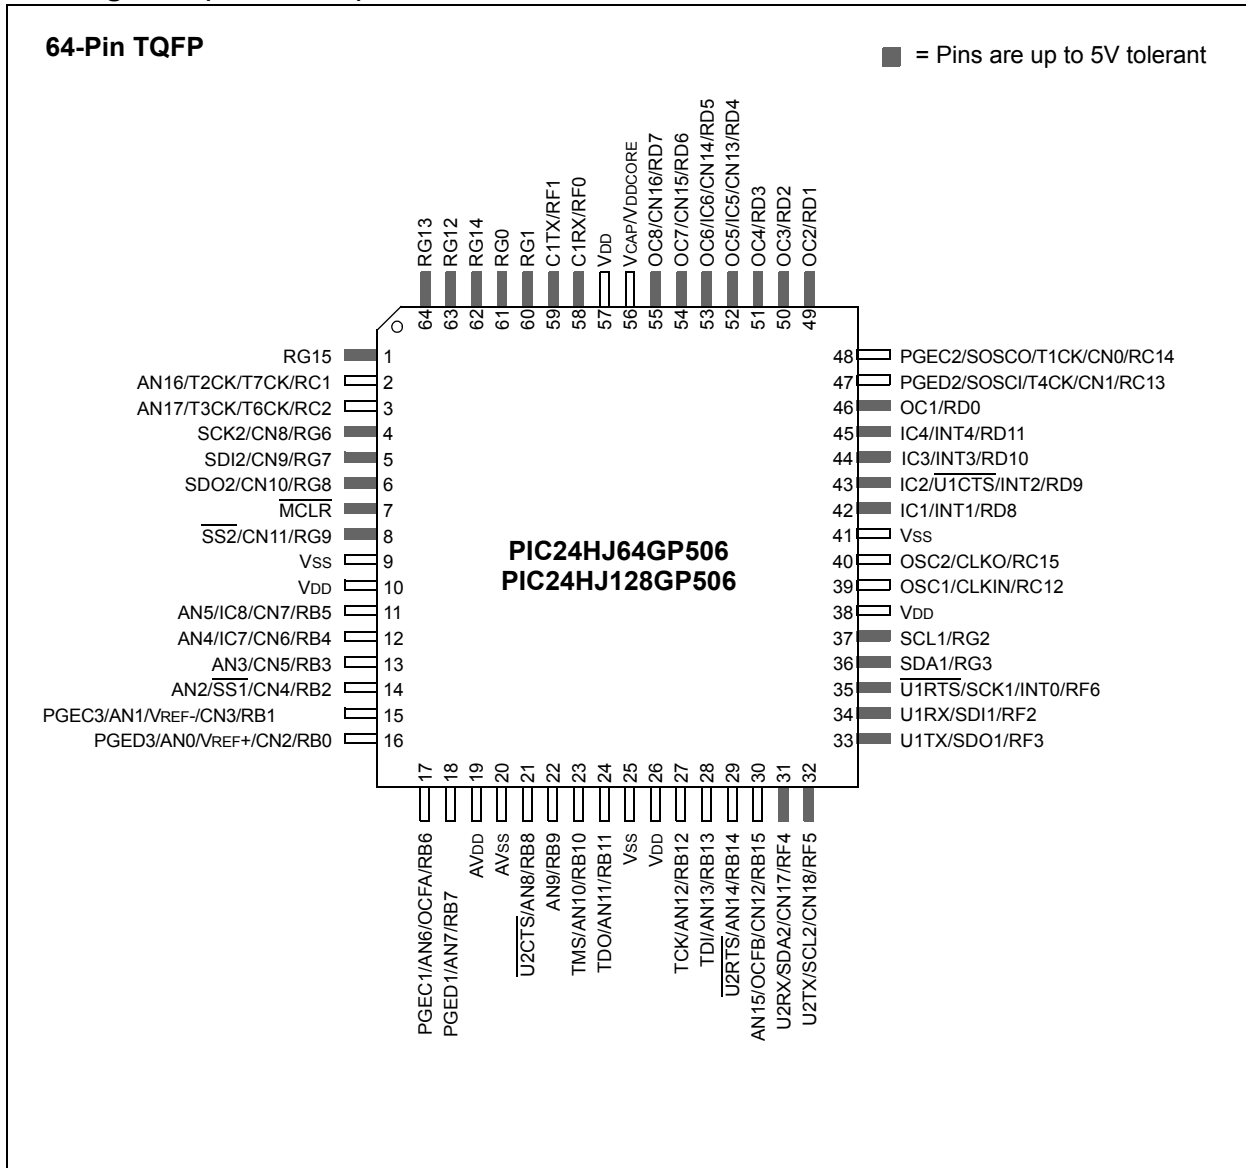 64-Pin TQFP
= Pins are up to 5V tolerant
RG13
RG12
RG14
RG0
RG1
C1TX/RF1
C1RX/RF0
VDD
VCAP/VDDCORE
OC8/CN16/RD7
OC7/CN15/RD6
OC6/IC6/CN14/RD5
OC5/IC5/CN13/RD4
OC4/RD3
OC3/RD2
OC2/RD1
64
63
62
61
60
59
58
57
56
55
54
53
52
51
50
49
RG15 1
AN16/T2CK/T7CK/RC1 2
AN17/T3CK/T6CK/RC2 3
SCK2/CN8/RG6 4
SDI2/CN9/RG7 5
SDO2/CN10/RG8 6
MCLR 7
SS2/CN11/RG9 8
VSS 9
VDD 10
AN5/IC8/CN7/RB5 11
AN4/IC7/CN6/RB4 12
AN3/CN5/RB3 13
AN2/SS1/CN4/RB2 14
PGEC3/AN1/VREF-/CN3/RB1 15
PGED3/AN0/VREF+/CN2/RB0 16
PIC24HJ64GP506
PIC24HJ128GP506
48 PGEC2/SOSCO/T1CK/CN0/RC14
47 PGED2/SOSCI/T4CK/CN1/RC13
46 OC1/RD0
45 IC4/INT4/RD11
44 IC3/INT3/RD10
43 IC2/U1CTS/INT2/RD9
42 IC1/INT1/RD8
41 VSS
40 OSC2/CLKO/RC15
39 OSC1/CLKIN/RC12
38 VDD
37 SCL1/RG2
36 SDA1/RG3
35 U1RTS/SCK1/INT0/RF6
34 U1RX/SDI1/RF2
33 U1TX/SDO1/RF3
17
18
19
20
21
22
23
24
25
26
27
28
29
30
31
32
PGEC1/AN6/OCFA/RB6
PGED1/AN7/RB7
AVDD
AVSS
U2CTS/AN8/RB8
AN9/RB9
TMS/AN10/RB10
TDO/AN11/RB11
VSS
VDD
TCK/AN12/RB12
TDI/AN13/RB13
U2RTS/AN14/RB14
AN15/OCFB/CN12/RB15
U2RX/SDA2/CN17/RF4
U2TX/SCL2/CN18/RF5